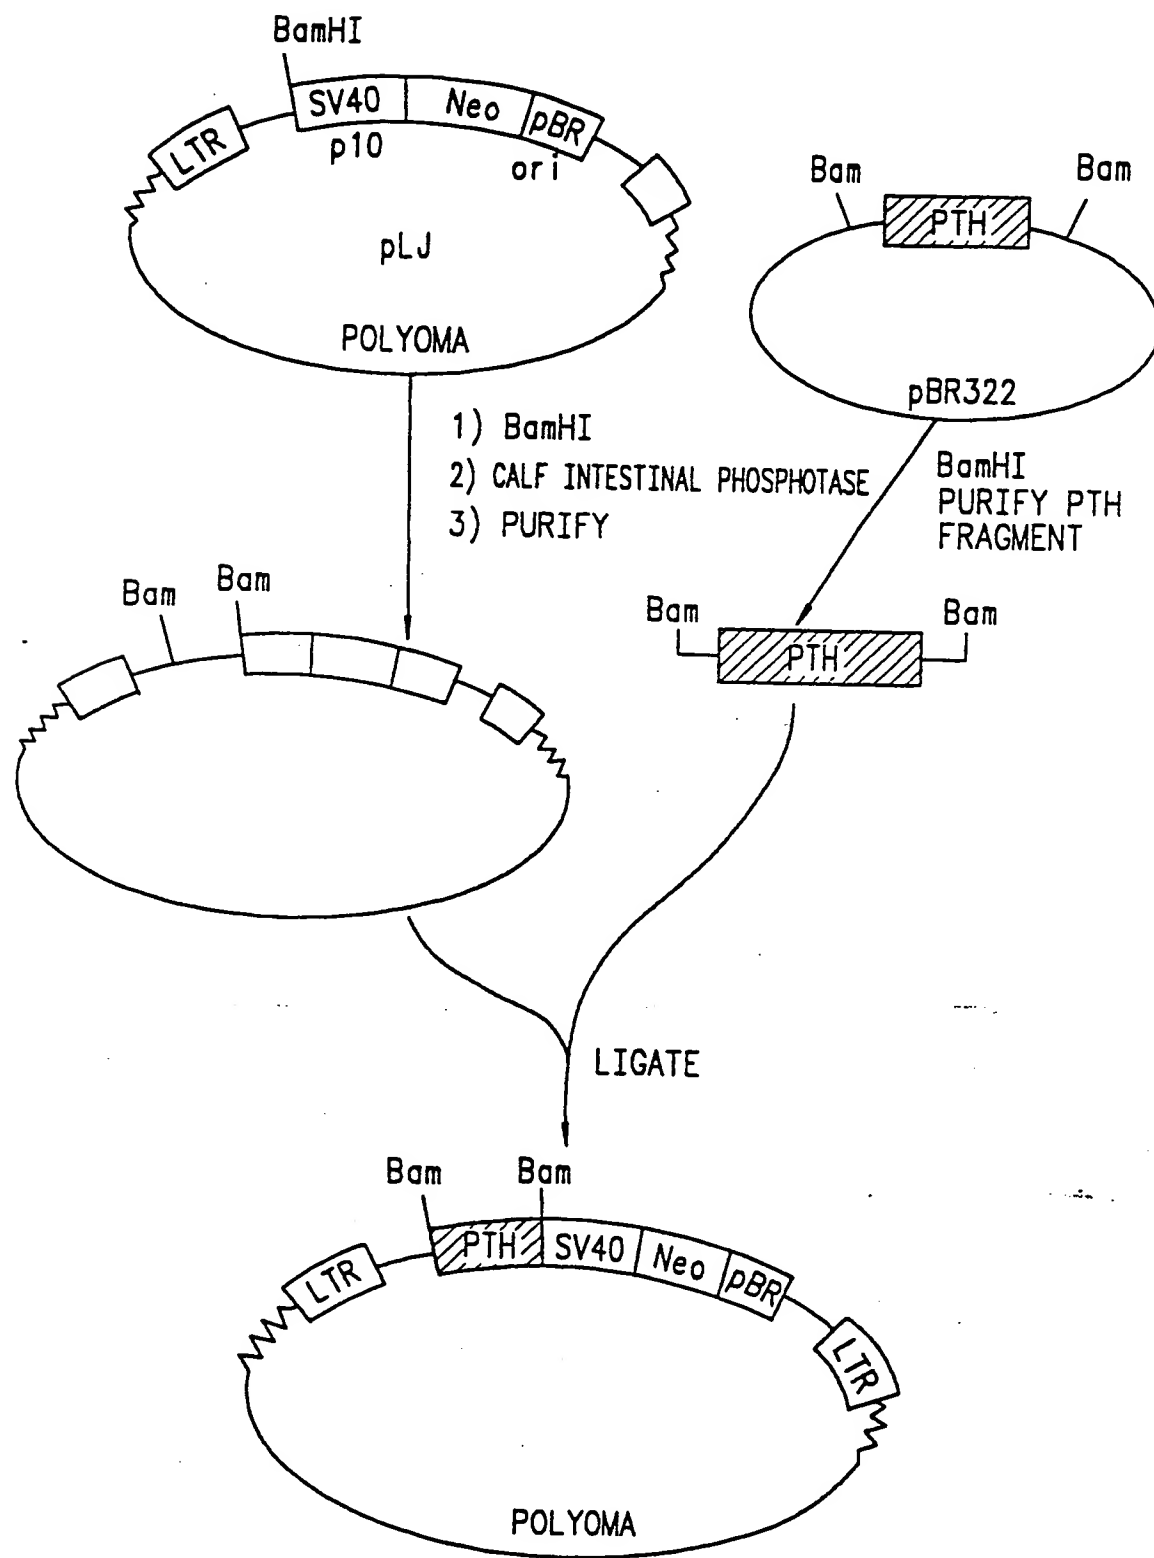 BamHI
SV40
Neo
pBR
LTR
p10
ori
pLJ
POLYOMA
Bam
Bam
PTH
pBR322
1) BamHI
2) CALF INTESTINAL PHOSPHOTASE
3) PURIFY
BamHI
PURIFY PTH
FRAGMENT
Bam
Bam
Bam
Bam
PTH
LIGATE
Bam
Bam
PTH
SV40
Neo
pBR
LTR
LTR
POLYOMA